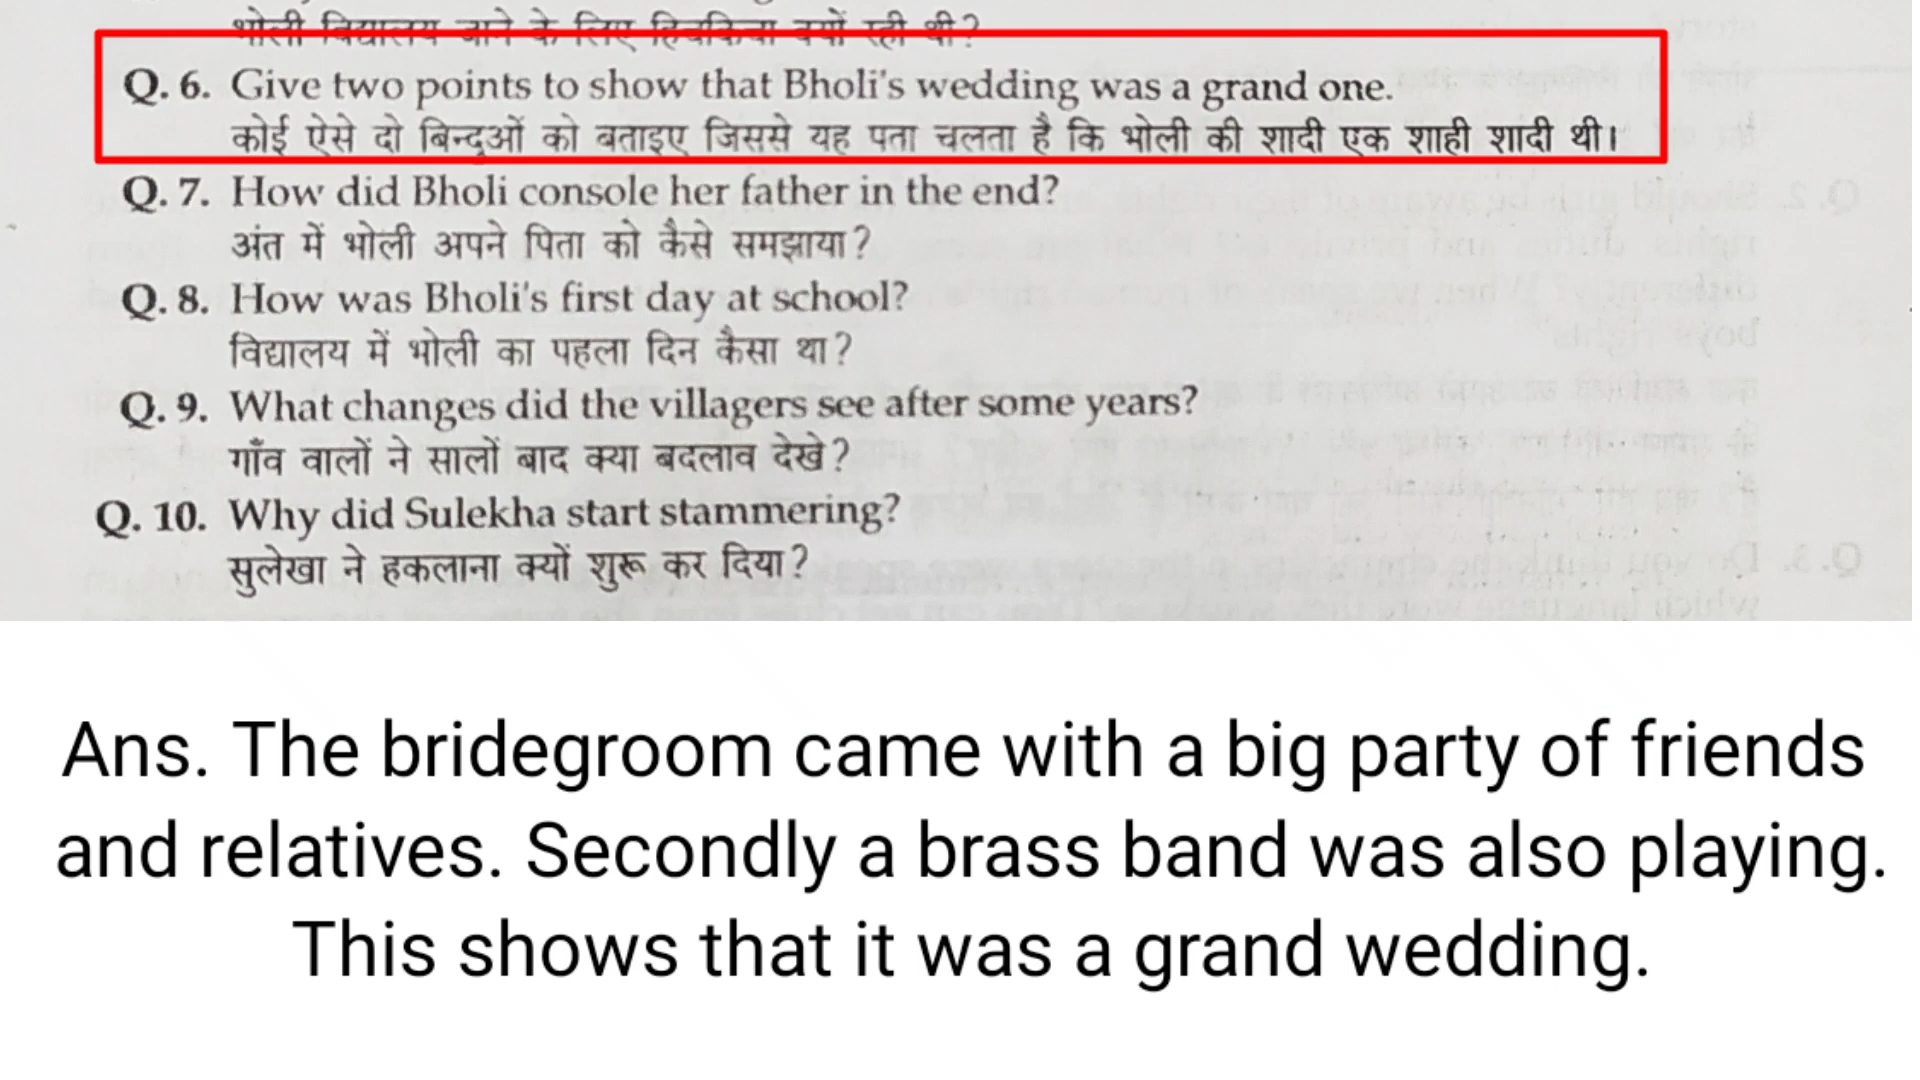 भोली विद्यालय जाने के लिए हिचकिचा क्यों रही थी?
Q. 6. Give two points to show that Bholi's wedding was a grand one.
कोई ऐसे दो बिन्दुओं को बताइए जिससे यह पता चलता है कि भोली की शादी एक शाही शादी थी।
Q. 7. How did Bholi console her father in the end?
अंत में भोली अपने पिता को कैसे समझाया?
Q. 8. How was Bholi's first day at school?
विद्यालय में भोली का पहला दिन कैसा था?
Q. 9. What changes did the villagers see after some years?
गाँव वालों ने सालों बाद क्या बदलाव देखे?
Q. 10. Why did Sulekha start stammering?
सुलेखा ने हकलाना क्यों शुरू कर दिया?
Ans. The bridegroom came with a big party of friends
and relatives. Secondly a brass band was also playing.
This shows that it was a grand wedding.